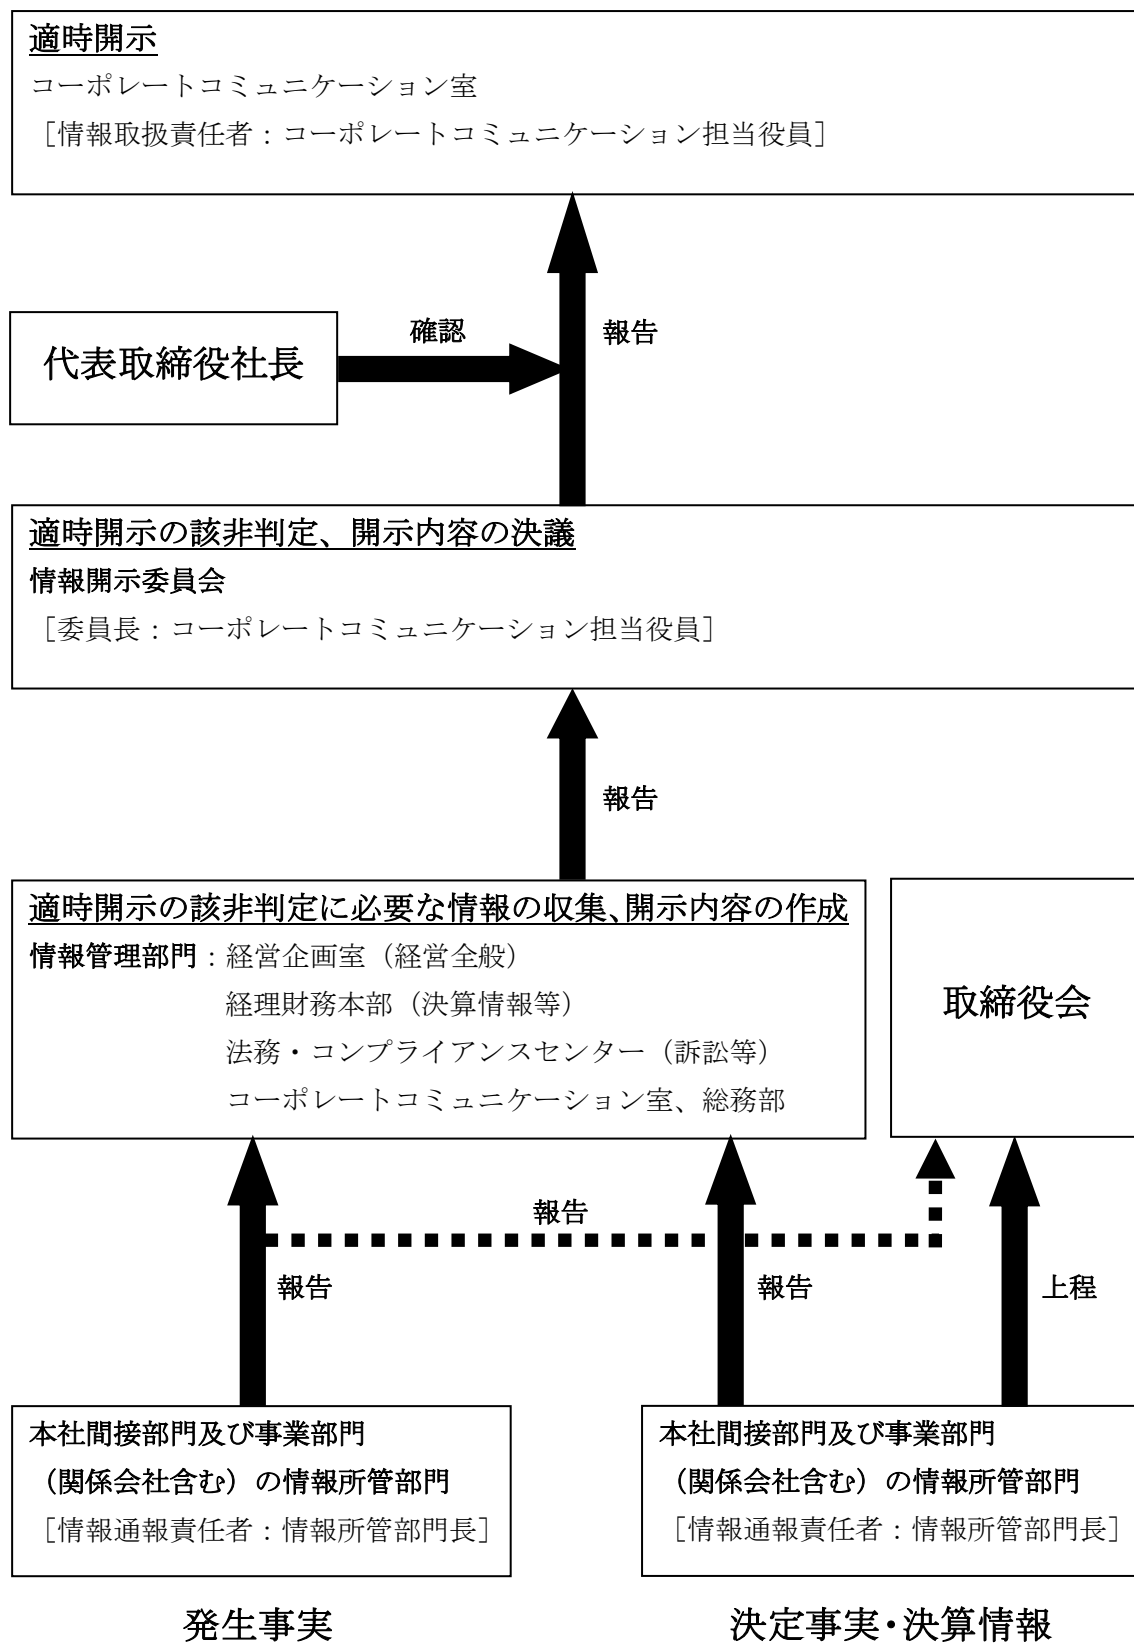 適時開示
コーポレートコミュニケーション室
［情報取扱責任者：コーポレートコミュニケーション担当役員］
確認
報告
代表取締役社長
適時開示の該非判定、開示内容の決議
情報開示委員会
［委員長：コーポレートコミュニケーション担当役員］
報告
適時開示の該非判定に必要な情報の収集、開示内容の作成
情報管理部門：経営企画室（経営全般）
経理財務本部（決算情報等）
法務・コンプライアンスセンター（訴訟等）
コーポレートコミュニケーション室、総務部
取締役会
報告
報告
報告
上程
本社間接部門及び事業部門
（関係会社含む）の情報所管部門
［情報通報責任者：情報所管部門長］
本社間接部門及び事業部門
（関係会社含む）の情報所管部門
［情報通報責任者：情報所管部門長］
発生事実
決定事実・決算情報